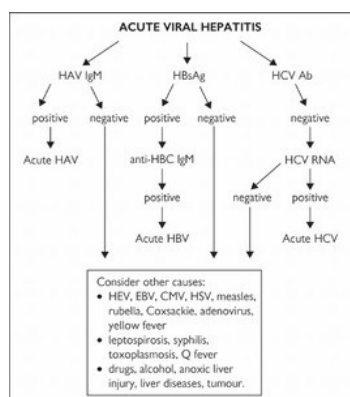 ACUTE VIRAL HEPATITIS
HAV IgM HBsAg HCV Ab
positive negative positive negative negative
Acute HAV anti-HBC IgM HCV RNA
positive negative positive
Acute HBV Acute HCV
Consider other causes:
• HEV, EBV, CMV, HSV, measles,
rubella, Coxsackie, adenovirus,
yellow fever
• leptospirosis, syphilis,
toxoplasmosis, Q fever
• drugs, alcohol, anoxic liver
injury, liver diseases, tumour.